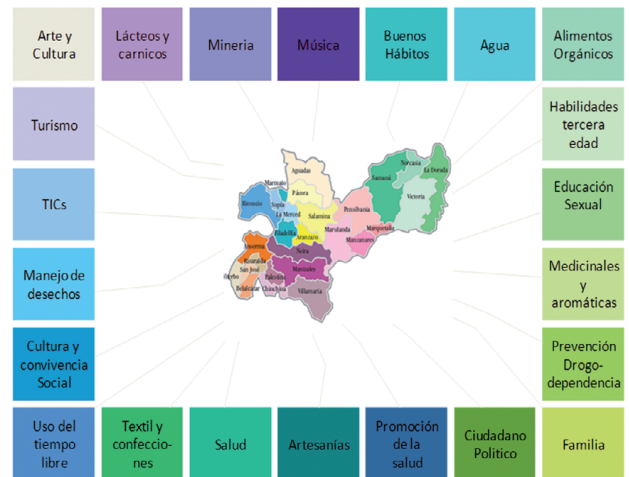 Arte y
Cultura
Lácteos y
carnicos
Mineria
Música
Buenos
Hábitos
Agua
Alimentos
Orgánicos
Turismo
Habilidades
tercera
edad
TICs
Educación
Sexual
Manejo de
desechos
Medicinales
y
aromáticas
Cultura y
convivencia
Social
Prevención
Drogo-
dependencia
Uso del
tiempo
libre
Textil y
confeccio-
nes
Salud
Artesanías
Promoción
de la
salud
Ciudadano
Politico
Familia
Aguadas
Norcasia
La Dorada
Samaná
Marmato
Pácora
Victoria
Riosucio
Supía
La Merced
Salamina
Pensilvania
Filadelfia
Aranzazu
Marulanda
Marquetalia
Manzanares
Anserma
Neira
Risaralda
San José
Manizales
Palestina
Belalcázar
Chinchiná
Villamaría